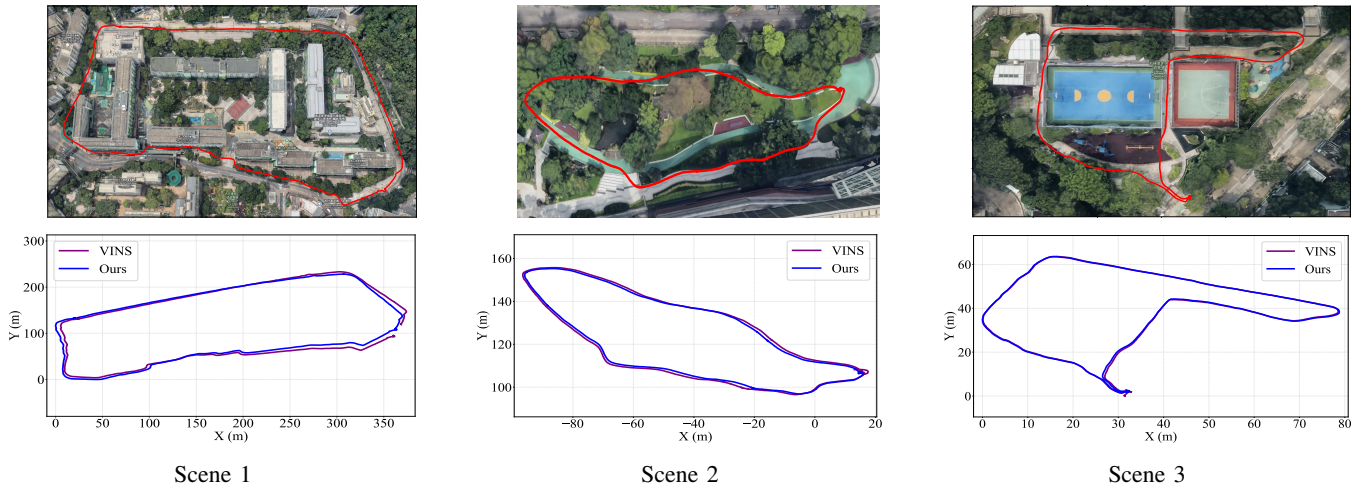 300
200
100
0
Y (m)
VINS
Ours
0 50 100 150 200 250 300 350
X (m)
160
140
120
100
Y (m)
VINS
Ours
−80 −60 −40 −20 0 20
X (m)
60
40
20
0
Y (m)
VINS
Ours
0 10 20 30 40 50 60 70 80
X (m)
Scene 1
Scene 2
Scene 3